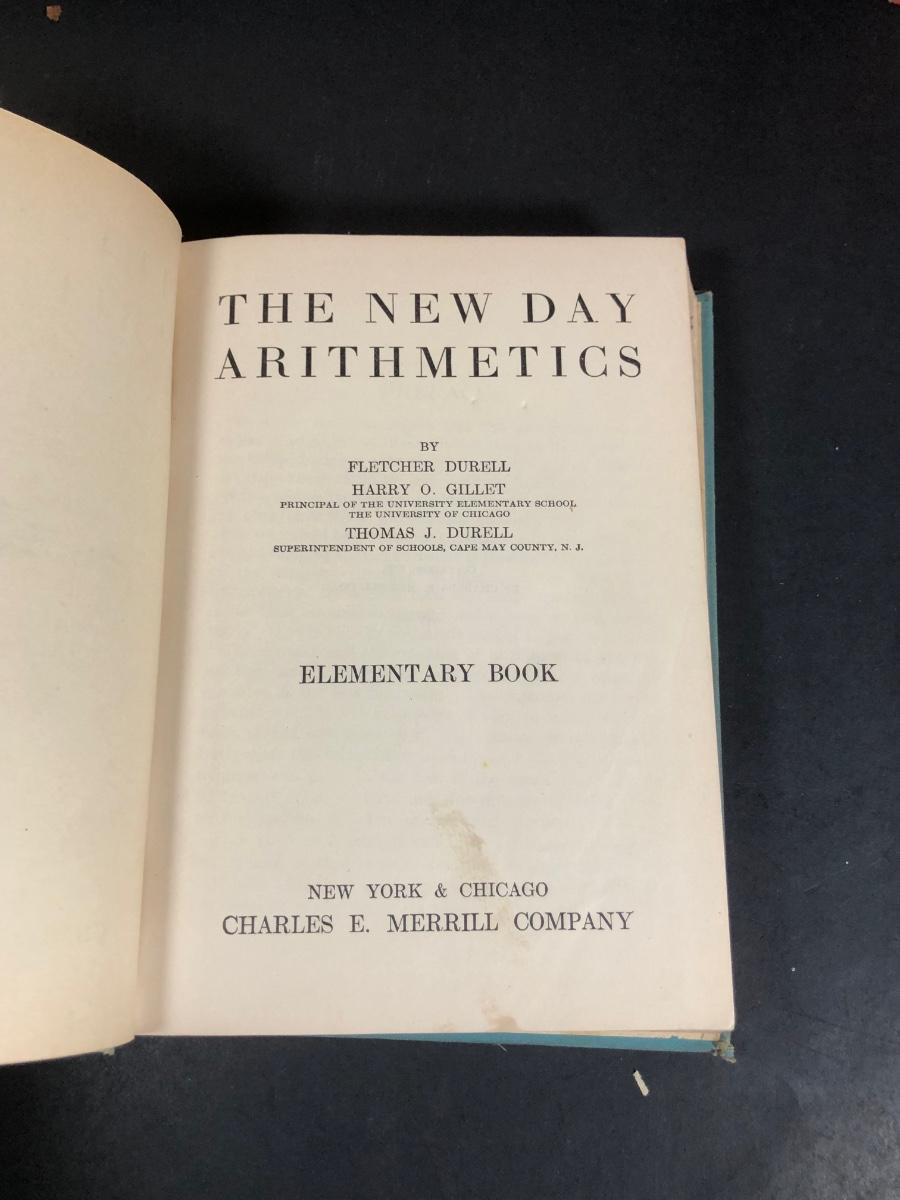 THE NEW DAY
ARITHMETICS
BY
FLETCHER DURELL
HARRY O. GILLET
PRINCIPAL OF THE UNIVERSITY ELEMENTARY SCHOOL
THE UNIVERSITY OF CHICAGO
THOMAS J. DURELL
SUPERINTENDENT OF SCHOOLS, CAPE MAY COUNTY, N. J.
ELEMENTARY BOOK
NEW YORK & CHICAGO
CHARLES E. MERRILL COMPANY